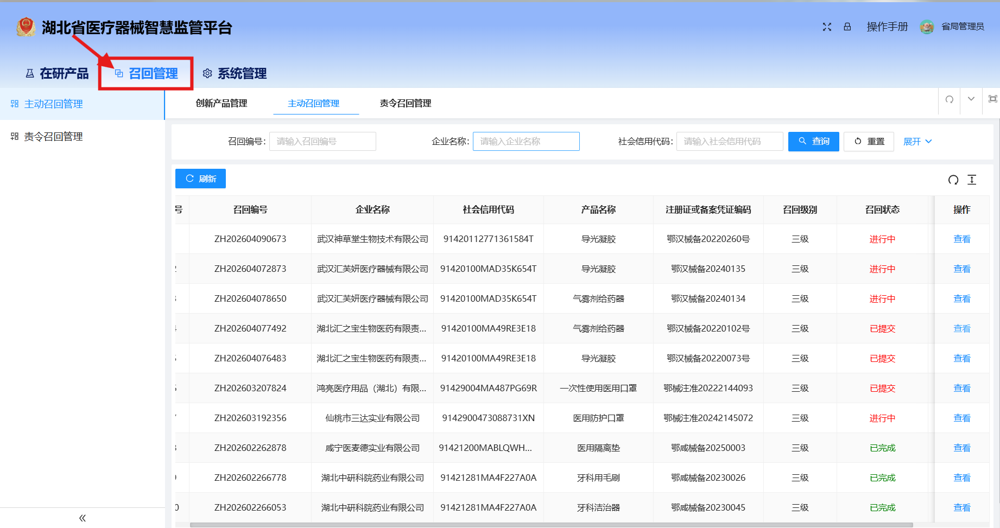 湖北省医疗器械智慧监管平台
操作手册 省局管理员
在研产品 召回管理 系统管理
主动召回管理
责令召回管理
创新产品管理 主动召回管理 责令召回管理
召回编号： 请输入召回编号 企业名称： 请输入企业名称 社会信用代码： 请输入社会信用代码 查询 重置 展开
刷新
号 召回编号 企业名称 社会信用代码 产品名称 注册证或备案凭证编码 召回级别 召回状态 操作
ZH202604090673 武汉神草堂生物技术有限公司 91420112771361584T 导光凝胶 鄂汉械备20220260号 三级 进行中 查看
ZH202604072873 武汉汇芙妍医疗器械有限公司 91420100MAD35K654T 导光凝胶 鄂汉械备20240135 三级 进行中 查看
ZH202604078650 武汉汇芙妍医疗器械有限公司 91420100MAD35K654T 气雾剂给药器 鄂汉械备20240134 三级 进行中 查看
ZH202604077492 湖北汇之宝生物医药有限责... 91420100MA49RE3E18 气雾剂给药器 鄂汉械备20220102号 三级 已提交 查看
ZH202604076483 湖北汇之宝生物医药有限责... 91420100MA49RE3E18 导光凝胶 鄂汉械备20220073号 三级 已提交 查看
ZH202603207824 鸿亮医疗用品（湖北）有限... 91429004MA487PG69R 一次性使用医用口罩 鄂械注准20222144093 三级 已提交 查看
ZH202603192356 仙桃市三达实业有限公司 9142900473088731XN 医用防护口罩 鄂械注准20242145072 三级 进行中 查看
ZH202602262878 咸宁医麦德实业有限公司 91421200MABLQWH... 医用隔离垫 鄂咸械备20250003 三级 已完成 查看
ZH202602266778 湖北中研科院药业有限公司 91421281MA4F227A0A 牙科用毛刷 鄂咸械备20230026 三级 已完成 查看
0 ZH202602266053 湖北中研科院药业有限公司 91421281MA4F227A0A 牙科洁治器 鄂咸械备20230045 三级 已完成 查看